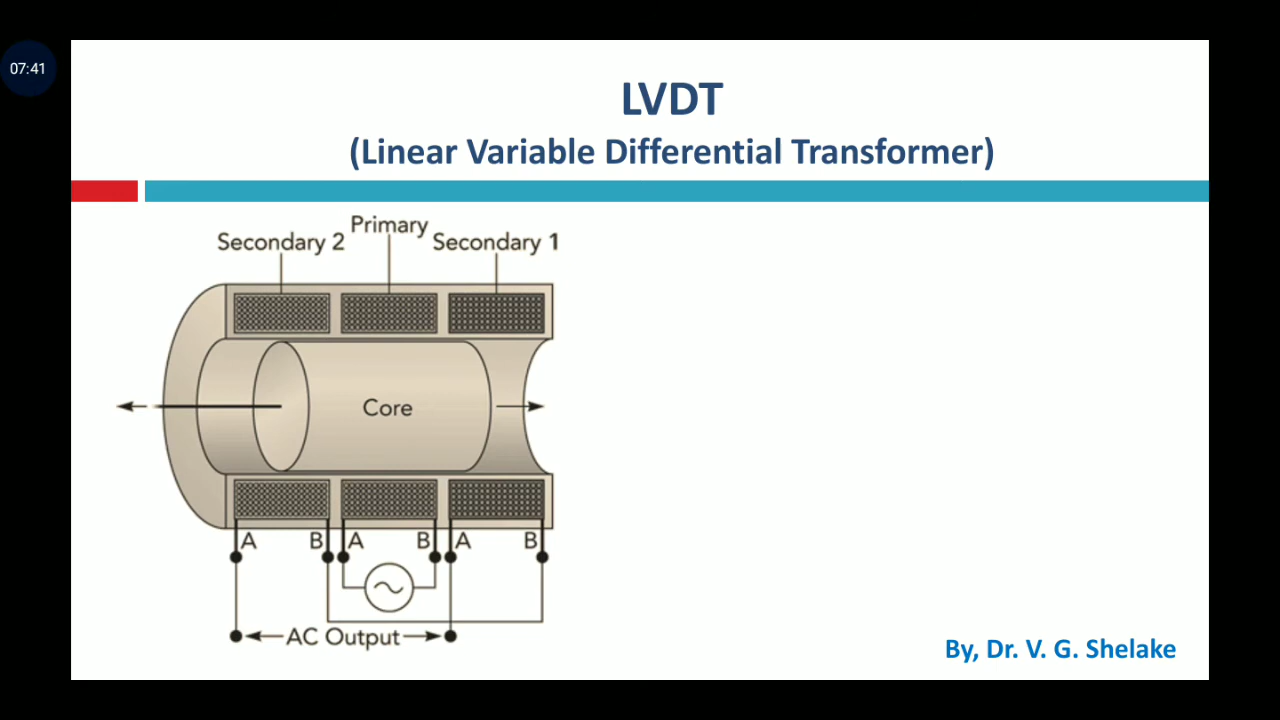 07:41
LVDT
(Linear Variable Differential Transformer)
Primary
Secondary 2
Secondary 1
Core
A B A B A B
AC Output
By, Dr. V. G. Shelake